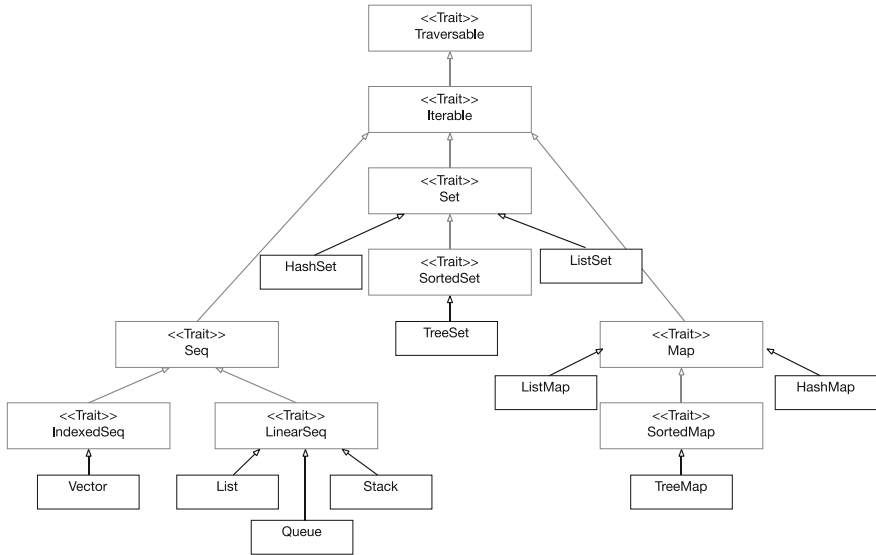 <<Trait>>
Traversable
<<Trait>>
Iterable
<<Trait>>
Set
HashSet
<<Trait>>
SortedSet
ListSet
<<Trait>>
Seq
TreeSet
<<Trait>>
Map
ListMap
HashMap
<<Trait>>
IndexedSeq
<<Trait>>
LinearSeq
<<Trait>>
SortedMap
Vector
List
Stack
TreeMap
Queue